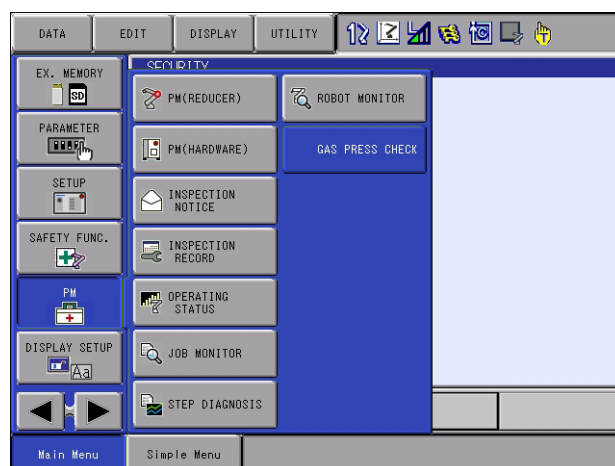 DATA
EDIT
DISPLAY
UTILITY
SECURITY
EX. MEMORY
SD
PARAMETER
SETUP
SAFETY FUNC.
PM
DISPLAY SETUP
Aa
PM(REDUCER)
PM(HARDWARE)
INSPECTION
NOTICE
INSPECTION
RECORD
OPERATING
STATUS
JOB MONITOR
STEP DIAGNOSIS
ROBOT MONITOR
GAS PRESS CHECK
Main Menu
Simple Menu